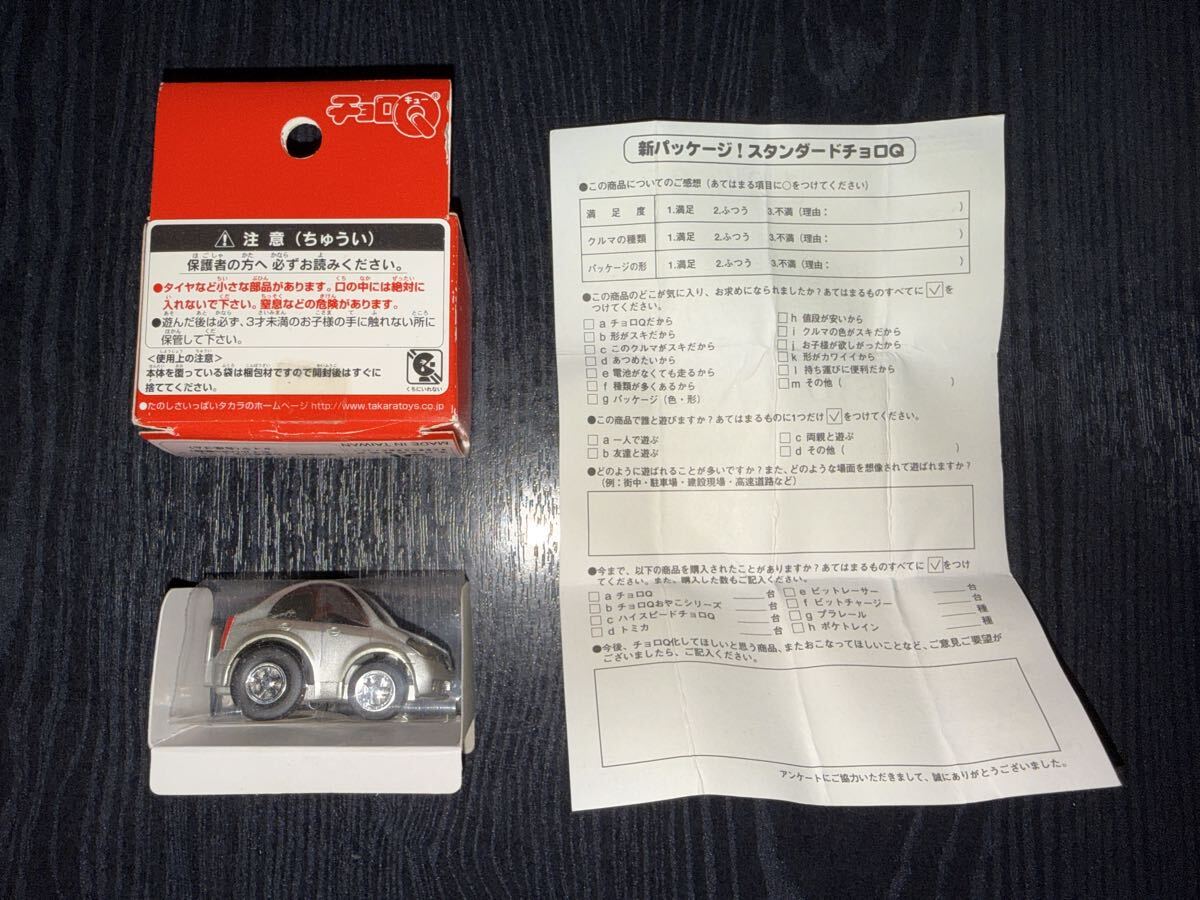 チョロQ
キュー
®
注意（ちゅうい）
保護者の方へ必ずお読みください。
●タイヤなど小さな部品があります。口の中には絶対に
入れないで下さい。窒息などの危険があります。
●遊んだ後は必ず、3才未満のお子様の手に触れない所に
保管して下さい。
＜使用上の注意＞
本体を覆っている袋は梱包材ですので開封後はすぐに
捨ててください。
くちにいれない
●たのしさいっぱいタカラのホームページ http://www.takaratoys.co.jp
MADE IN TAIWAN
新パッケージ！スタンダードチョロQ
●この商品についてのご感想（あてはまる項目に○をつけてください）
満足度 1.満足 2.ふつう 3.不満（理由： ）
クルマの種類 1.満足 2.ふつう 3.不満（理由： ）
パッケージの形 1.満足 2.ふつう 3.不満（理由： ）
●この商品のどこが気に入り、お求めになられましたか？あてはまるものすべてに☑を
つけてください。
□ a チョロQだから
□ b 形がスキだから
□ c このクルマがスキだから
□ d あつめたいから
□ e 電池がなくても走るから
□ f 種類が多くあるから
□ g パッケージ（色・形）
□ h 値段が安いから
□ i クルマの色がスキだから
□ j お子様が欲しがったから
□ k 形がカワイイから
□ l 持ち運びに便利だから
□ m その他（ ）
●この商品で誰と遊びますか？あてはまるものに1つだけ☑をつけてください。
□ a 一人で遊ぶ
□ b 友達と遊ぶ
□ c 両親と遊ぶ
□ d その他（ ）
●どのように遊ばれることが多いですか？また、どのような場面を想像されて遊ばれますか？
（例：街中・駐車場・建設現場・高速道路など）
●今まで、以下の商品を購入されたことがありますか？あてはまるものすべてに☑をつけ
てください。また、購入した数もご記入ください。
□ a チョロQ 台
□ b チョロQおやこシリーズ 台
□ c ハイスピードチョロQ 台
□ d トミカ 台
□ e ビットレーサー 台
□ f ビットチャージー 台
□ g プラレール 種
□ h ポケトレイン 種
●今後、チョロQ化してほしいと思う商品、またおこなってほしいことなど、ご意見ご要望が
ございましたら、ご記入ください。
アンケートにご協力いただきまして、誠にありがとうございました。